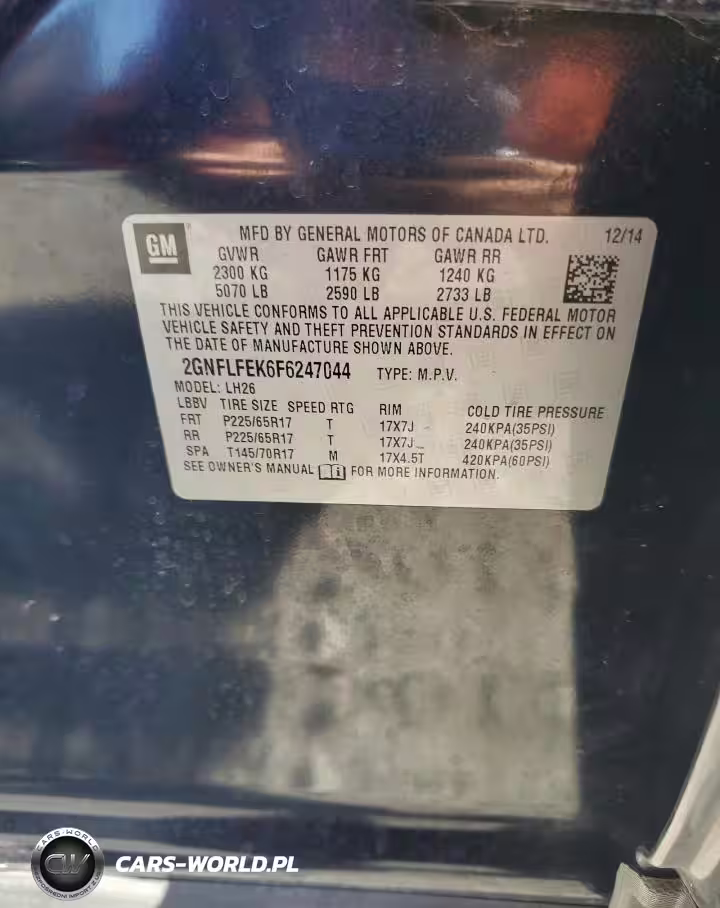 GM
MFD BY GENERAL MOTORS OF CANADA LTD. 12/14
GVWR GAWR FRT GAWR RR
2300 KG 1175 KG 1240 KG
5070 LB 2590 LB 2733 LB
THIS VEHICLE CONFORMS TO ALL APPLICABLE U.S. FEDERAL MOTOR
VEHICLE SAFETY AND THEFT PREVENTION STANDARDS IN EFFECT ON
THE DATE OF MANUFACTURE SHOWN ABOVE.
2GNFLFEK6F6247044 TYPE: M.P.V.
MODEL: LH26
LBBV TIRE SIZE SPEED RTG RIM COLD TIRE PRESSURE
FRT P225/65R17 T 17X7J 240KPA(35PSI)
RR P225/65R17 T 17X7J 240KPA(35PSI)
SPA T145/70R17 M 17X4.5T 420KPA(60PSI)
SEE OWNER'S MANUAL FOR MORE INFORMATION.
CARS-WORLD
CW
CARS-WORLD.PL